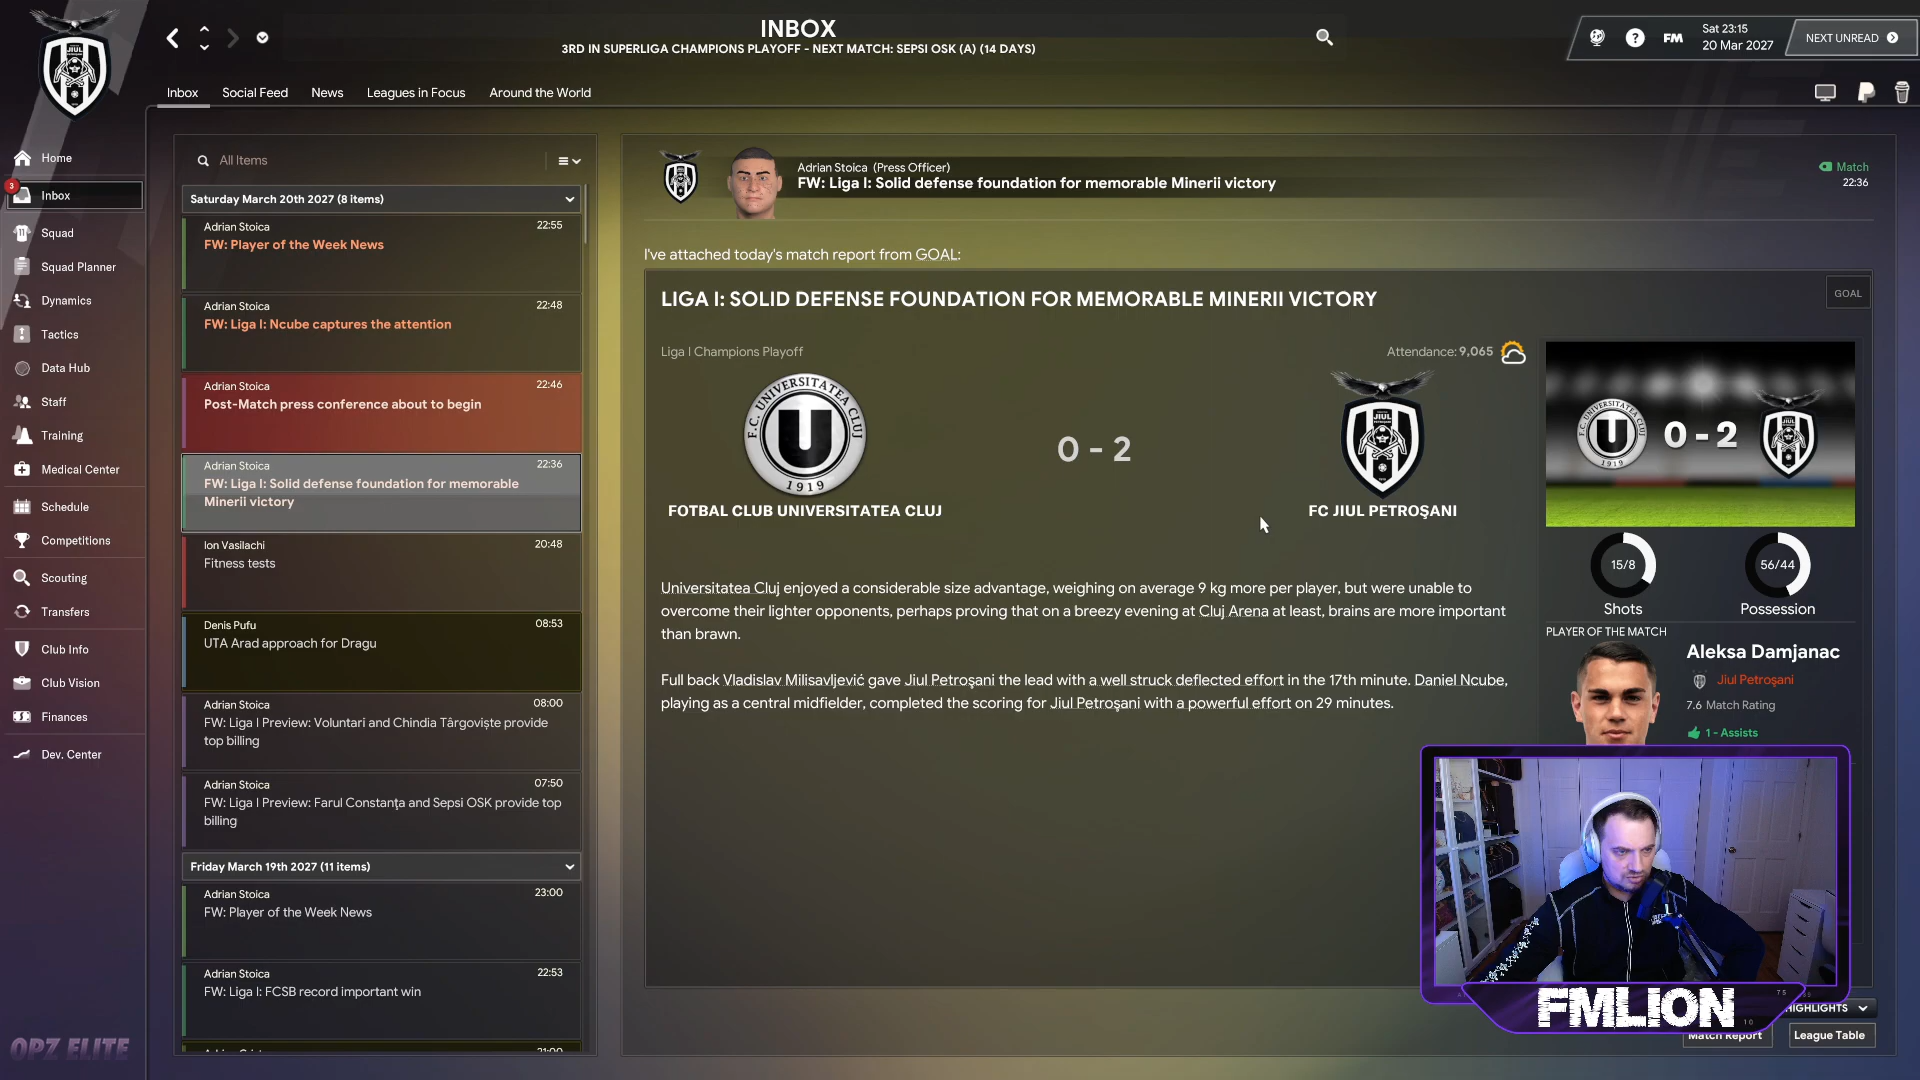 INBOX
3RD IN SUPERLIGA CHAMPIONS PLAYOFF - NEXT MATCH: SEPSI OSK (A) (14 DAYS)
FM
Sat 23:15
20 Mar 2027
NEXT UNREAD
Inbox
Social Feed
News
Leagues in Focus
Around the World
Home
3
Inbox
Squad
Squad Planner
Dynamics
Tactics
Data Hub
Staff
Training
Medical Center
Schedule
Competitions
Scouting
Transfers
Club Info
Club Vision
Finances
Dev. Center
OPZ ELITE
All Items
Saturday March 20th 2027 (8 items)
Adrian Stoica 22:55
FW: Player of the Week News
Adrian Stoica 22:48
FW: Liga I: Ncube captures the attention
Adrian Stoica 22:46
Post-Match press conference about to begin
Adrian Stoica 22:36
FW: Liga I: Solid defense foundation for memorable
Minerii victory
Ion Vasilachi 20:48
Fitness tests
Denis Pufu 08:53
UTA Arad approach for Dragu
Adrian Stoica 08:00
FW: Liga I Preview: Voluntari and Chindia Târgoviște provide
top billing
Adrian Stoica 07:50
FW: Liga I Preview: Farul Constanţa and Sepsi OSK provide top
billing
Friday March 19th 2027 (11 items)
Adrian Stoica 23:00
FW: Player of the Week News
Adrian Stoica 22:53
FW: Liga I: FCSB record important win
Adrian Stoica (Press Officer)
FW: Liga I: Solid defense foundation for memorable Minerii victory
Match
22:36
I've attached today's match report from GOAL:
LIGA I: SOLID DEFENSE FOUNDATION FOR MEMORABLE MINERII VICTORY
GOAL
Liga I Champions Playoff
Attendance: 9,065
F.C. UNIVERSITATEA CLUJ
U
1919
0 - 2
FOTBAL CLUB UNIVERSITATEA CLUJ
FC JIUL PETROŞANI
Universitatea Cluj enjoyed a considerable size advantage, weighing on average 9 kg more per player, but were unable to
overcome their lighter opponents, perhaps proving that on a breezy evening at Cluj Arena at least, brains are more important
than brawn.
Full back Vladislav Milisavljević gave Jiul Petroşani the lead with a well struck deflected effort in the 17th minute. Daniel Ncube,
playing as a central midfielder, completed the scoring for Jiul Petroşani with a powerful effort on 29 minutes.
0 - 2
15/8
Shots
56/44
Possession
PLAYER OF THE MATCH
Aleksa Damjanac
Jiul Petroşani
7.6 Match Rating
1 - Assists
FMLION
HIGHLIGHTS
Match Report
League Table